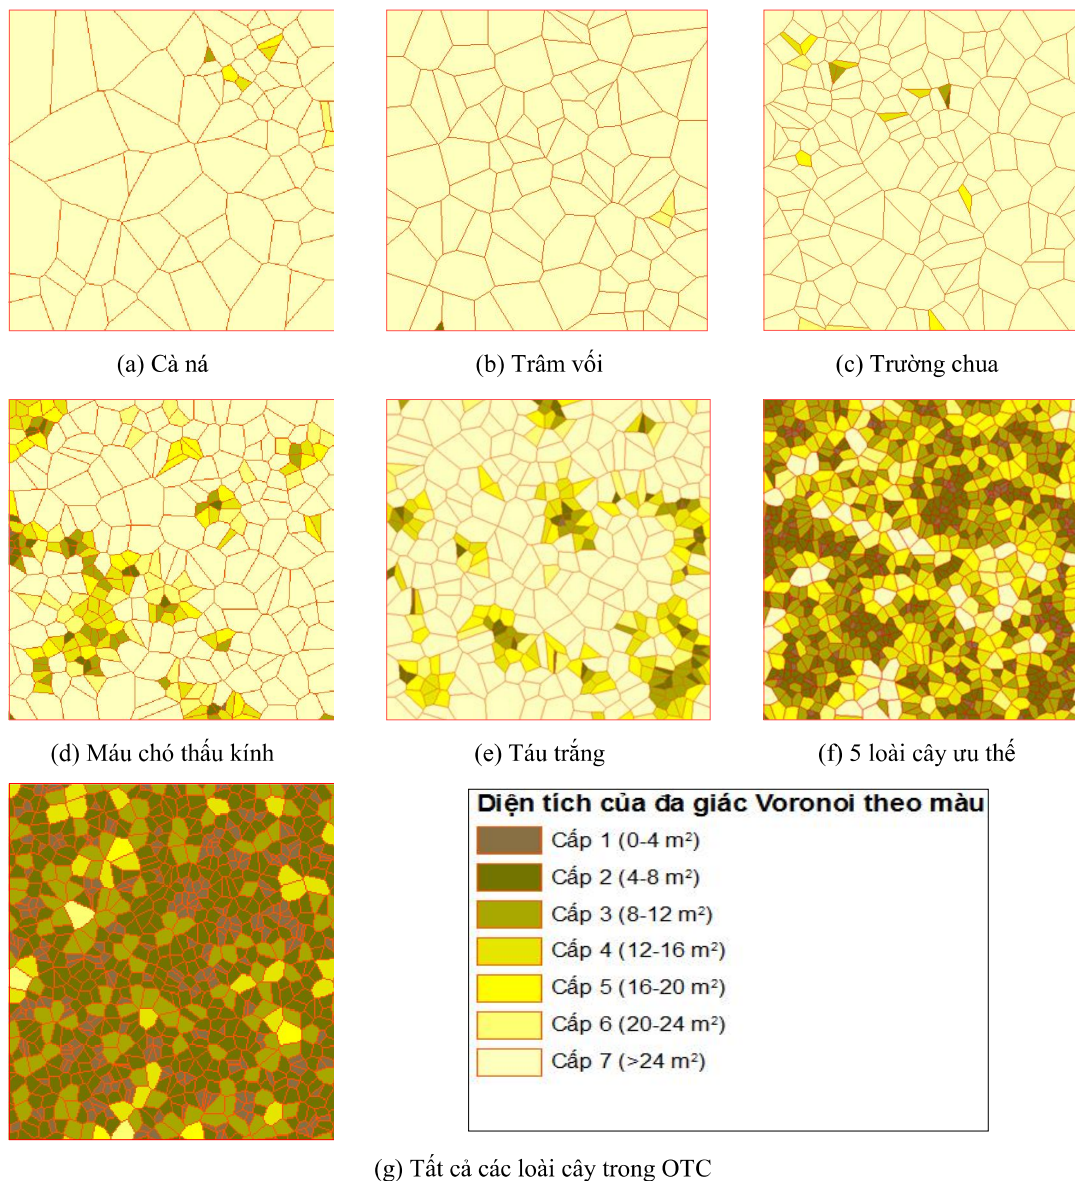 (a) Cà ná
(b) Trâm vối
(c) Trường chua
(d) Máu chó thấu kính
(e) Táu trắng
(f) 5 loài cây ưu thế
Diện tích của đa giác Voronoi theo màu
Cấp 1 (0-4 m²)
Cấp 2 (4-8 m²)
Cấp 3 (8-12 m²)
Cấp 4 (12-16 m²)
Cấp 5 (16-20 m²)
Cấp 6 (20-24 m²)
Cấp 7 (>24 m²)
(g) Tất cả các loài cây trong OTC